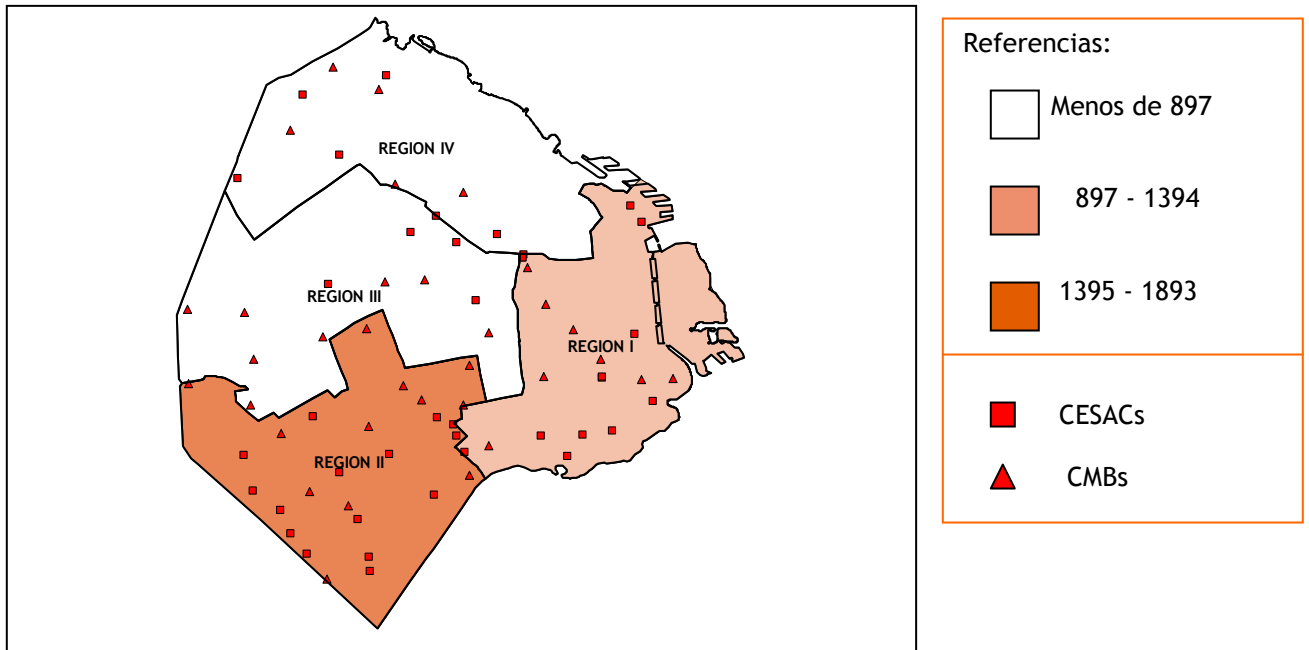 REGION IV
REGION III
REGION I
REGION II
Referencias:
Menos de 897
897 - 1394
1395 - 1893
CESACs
CMBs